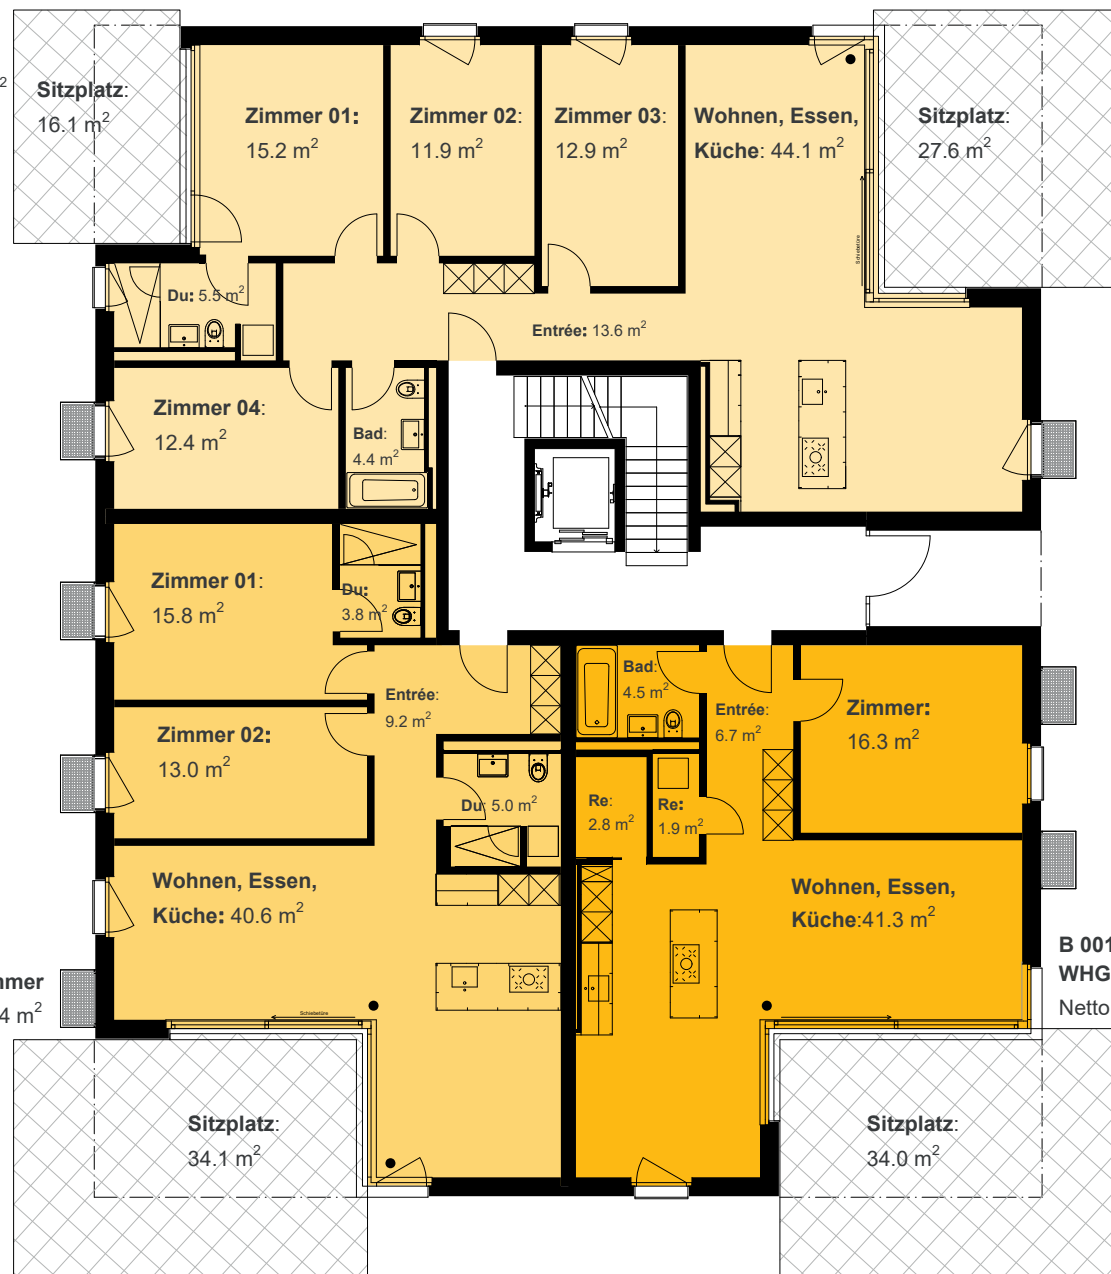 2
Sitzplatz:
16.1 m²
Zimmer 01:
15.2 m²
Zimmer 02:
11.9 m²
Zimmer 03:
12.9 m²
Wohnen, Essen,
Küche: 44.1 m²
Sitzplatz:
27.6 m²
Schiebetüre
Du: 5.5 m²
Entrée: 13.6 m²
Zimmer 04:
12.4 m²
Bad:
4.4 m²
Zimmer 01:
15.8 m²
Du:
3.8 m²
Entrée:
9.2 m²
Zimmer 02:
13.0 m²
Du: 5.0 m²
Wohnen, Essen,
Küche: 40.6 m²
Schiebetüre
Sitzplatz:
34.1 m²
Bad:
4.5 m²
Entrée:
6.7 m²
Zimmer:
16.3 m²
Re:
2.8 m²
Re:
1.9 m²
Wohnen, Essen,
Küche:41.3 m²
Sitzplatz:
34.0 m²
mmer
4 m²
B 001
WHG
Netto